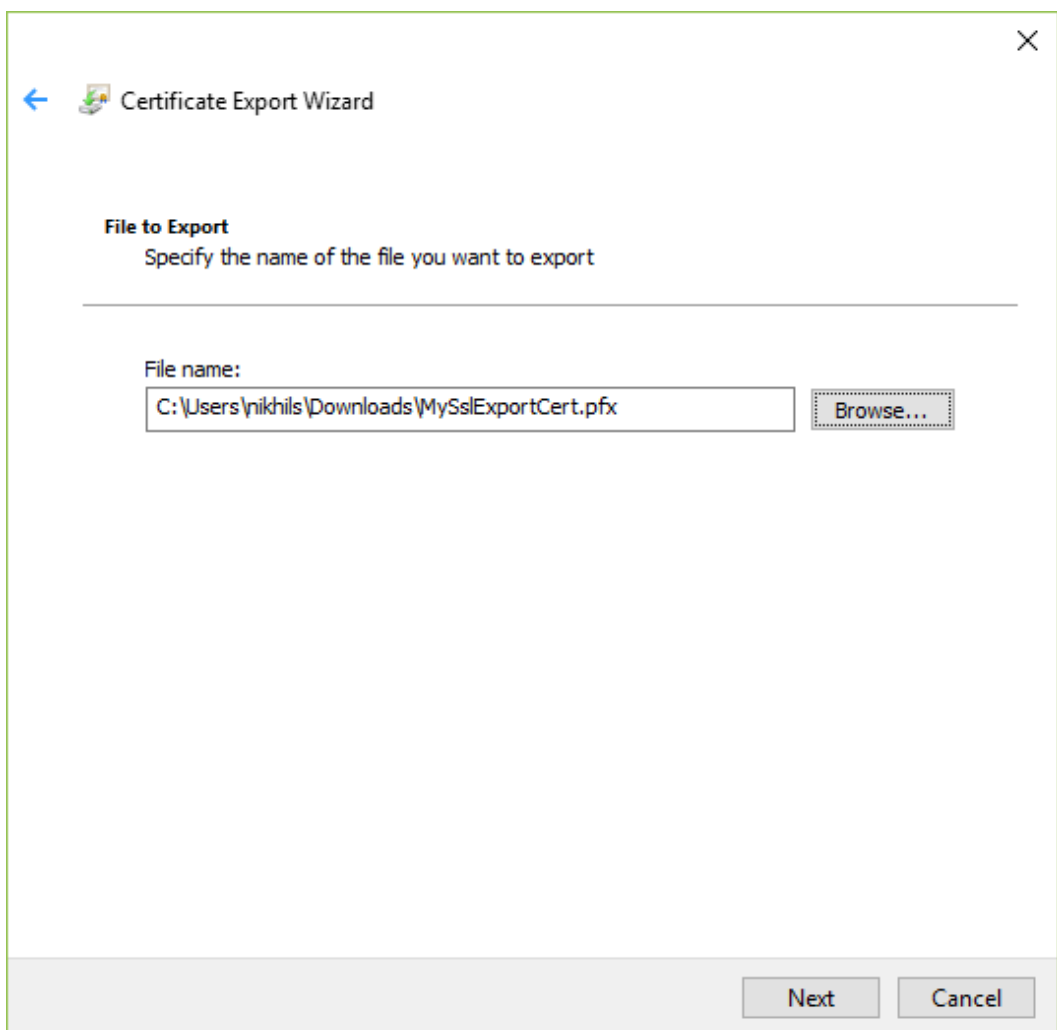 Certificate Export Wizard
File to Export
Specify the name of the file you want to export
File name:
C:\Users\nikhils\Downloads\MySslExportCert.pfx
Browse...
Next
Cancel